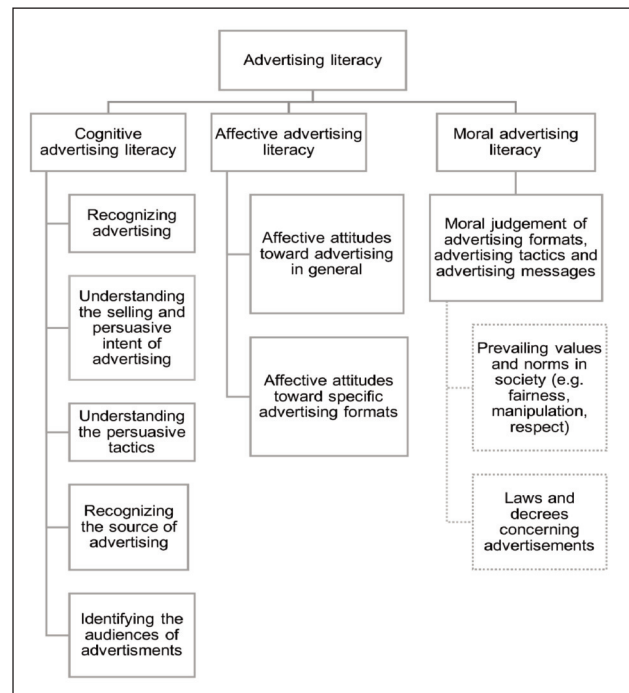 Advertising literacy
Cognitive
advertising literacy
Recognizing
advertising
Understanding
the selling and
persuasive
intent of
advertising
Understanding
the persuasive
tactics
Recognizing
the source of
advertising
Identifying the
audiences of
advertisments
Affective advertising
literacy
Affective attitudes
toward advertising
in general
Affective attitudes
toward specific
advertising formats
Moral advertising
literacy
Moral judgement of
advertising formats,
advertising tactics and
advertising messages
Prevailing values
and norms in
society (e.g.
fairness,
manipulation,
respect)
Laws and
decrees
concerning
advertisements